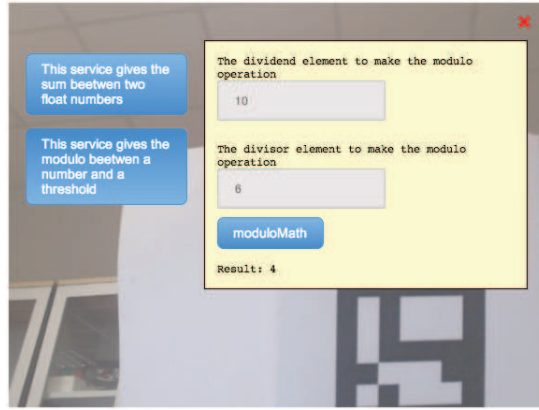 This service gives the
sum beetwen two
float numbers
This service gives the
modulo beetwen a
number and a
threshold
The dividend element to make the modulo
operation
10
The divisor element to make the modulo
operation
6
moduloMath
Result: 4